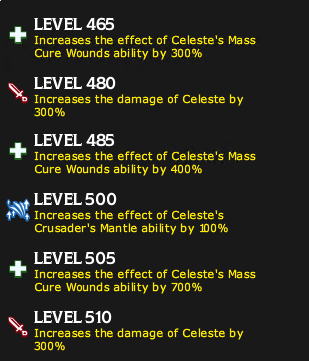 LEVEL 465
Increases the effect of Celeste's Mass
Cure Wounds ability by 300%
LEVEL 480
Increases the damage of Celeste by
300%
LEVEL 485
Increases the effect of Celeste's Mass
Cure Wounds ability by 400%
LEVEL 500
Increases the effect of Celeste's
Crusader's Mantle ability by 100%
LEVEL 505
Increases the effect of Celeste's Mass
Cure Wounds ability by 700%
LEVEL 510
Increases the damage of Celeste by
300%